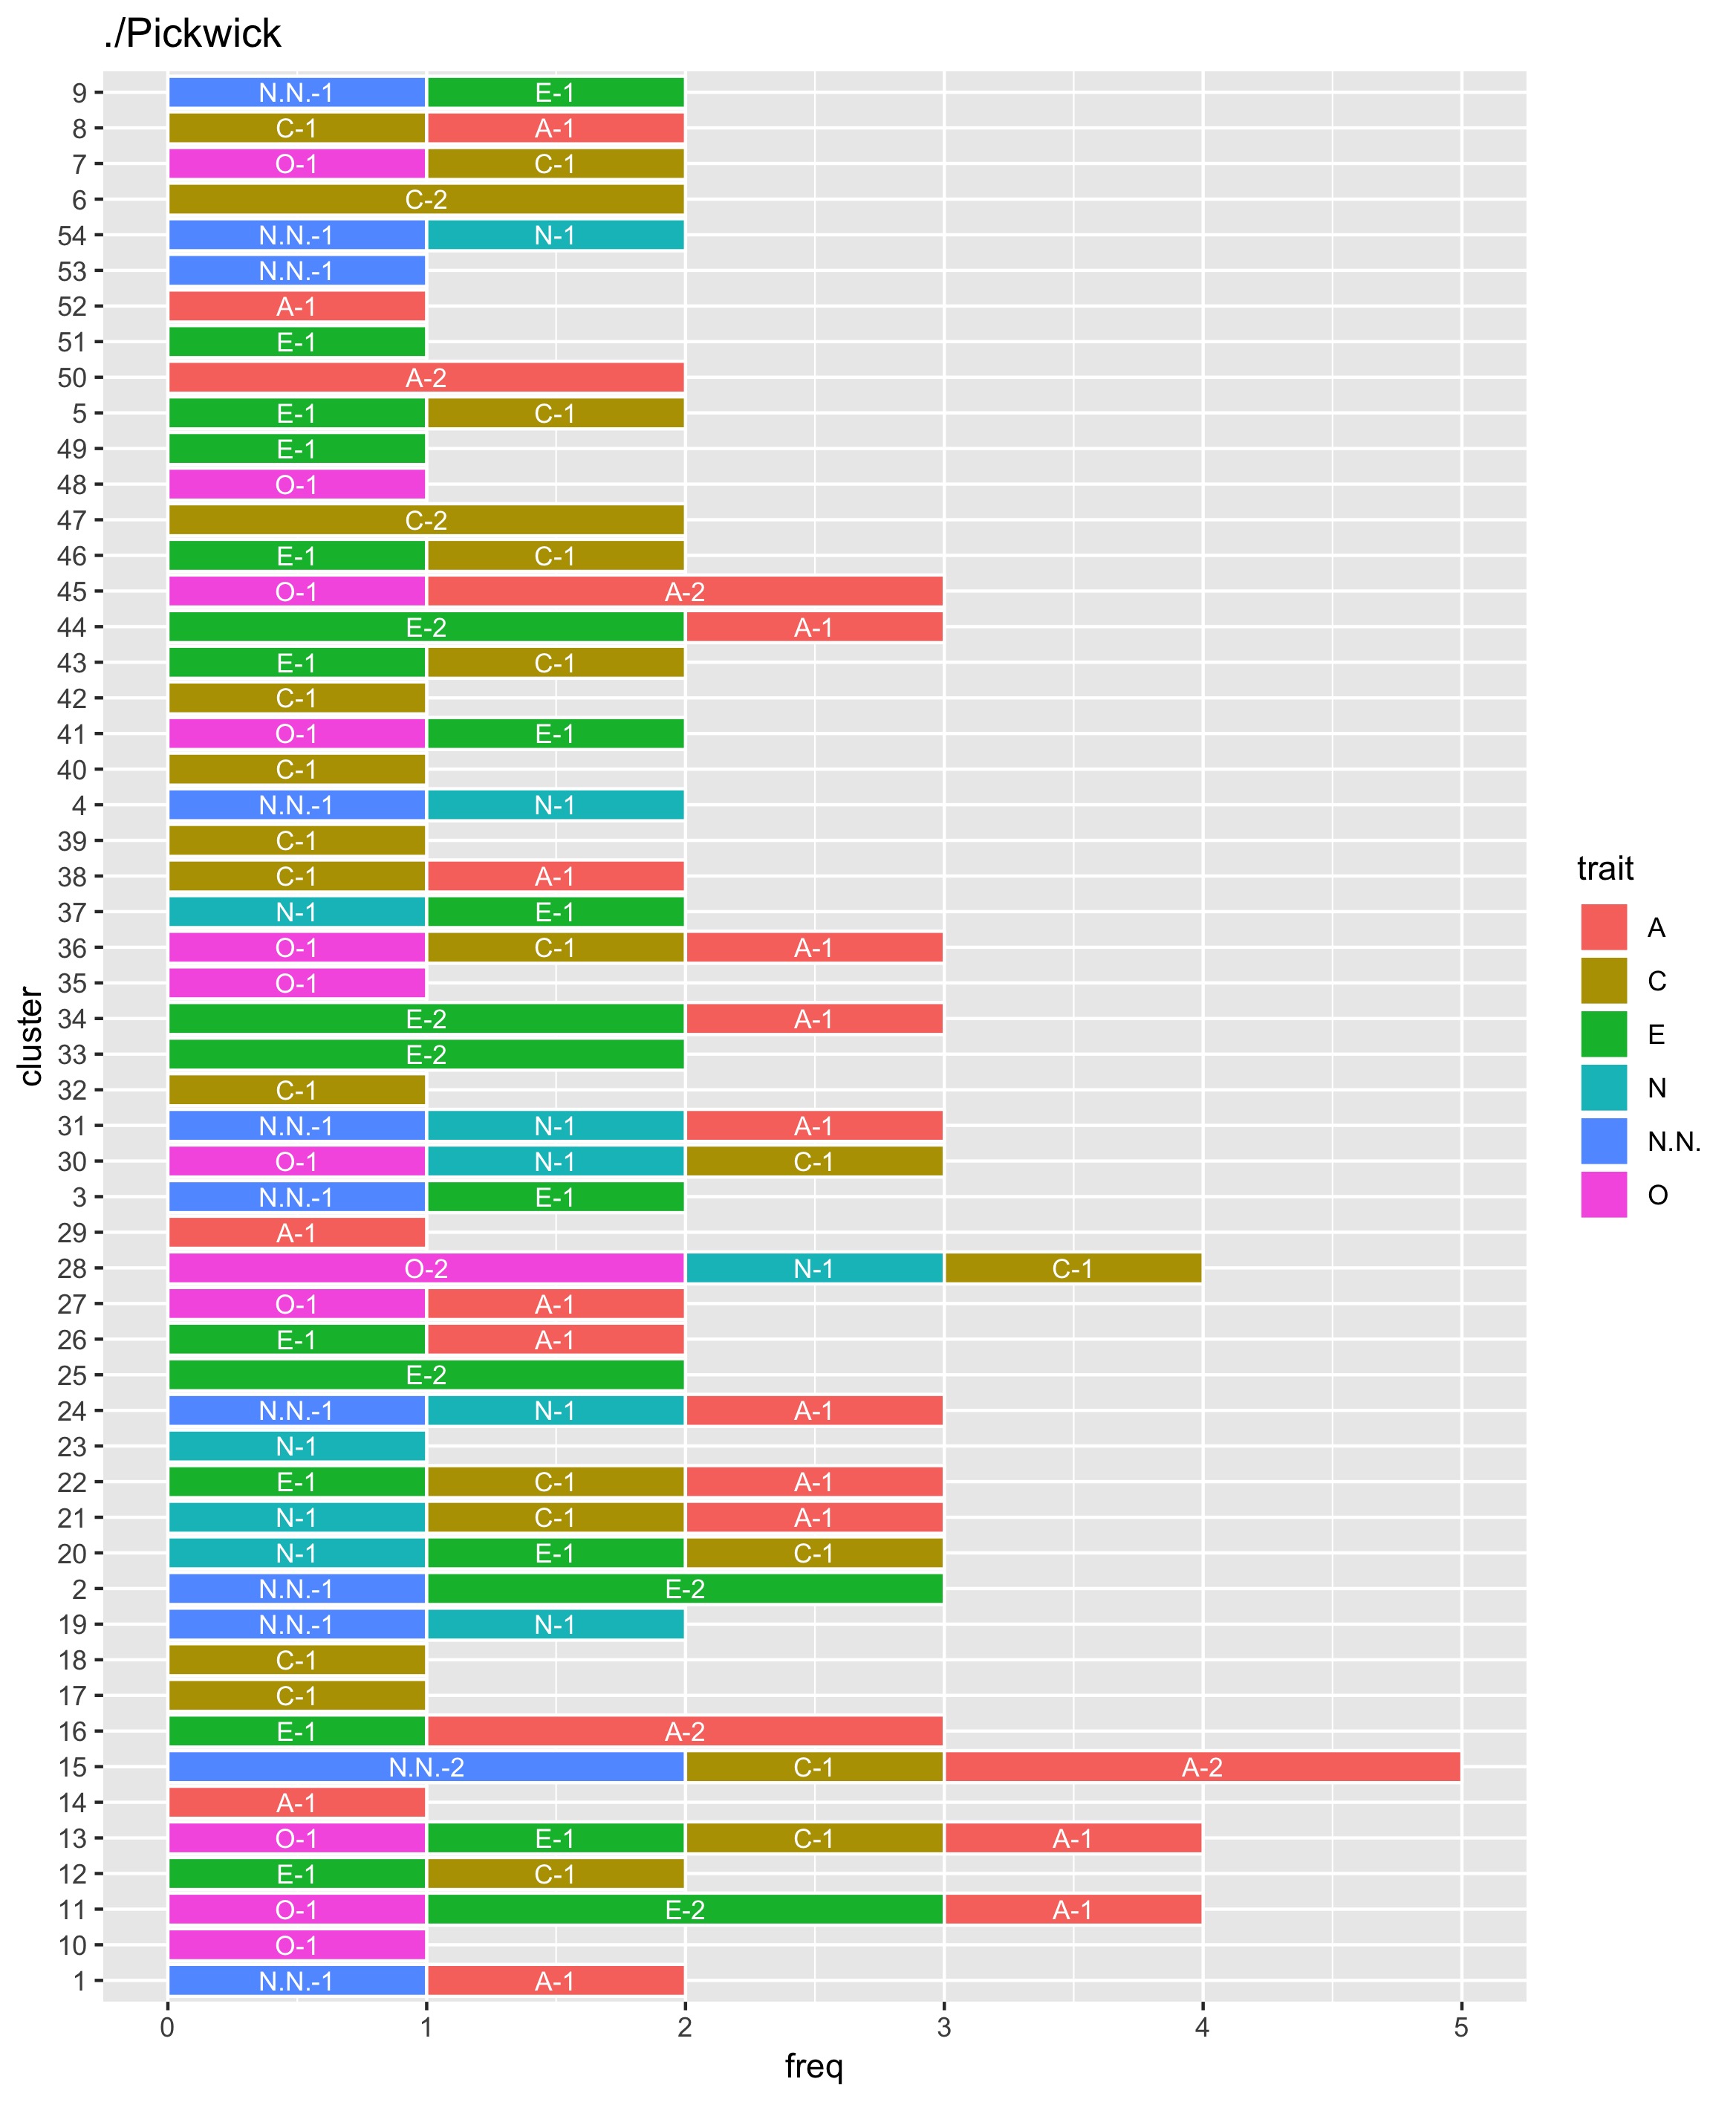 ./Pickwick
9 N.N.-1 E-1
8 C-1 A-1
7 O-1 C-1
6 C-2
54 N.N.-1 N-1
53 N.N.-1
52 A-1
51 E-1
50 A-2
5 E-1 C-1
49 E-1
48 O-1
47 C-2
46 E-1 C-1
45 O-1 A-2
44 E-2 A-1
43 E-1 C-1
42 C-1
41 O-1 E-1
40 C-1
4 N.N.-1 N-1
39 C-1
38 C-1 A-1
37 N-1 E-1
36 O-1 C-1 A-1
35 O-1
34 E-2 A-1
33 E-2
32 C-1
31 N.N.-1 N-1 A-1
30 O-1 N-1 C-1
3 N.N.-1 E-1
29 A-1
28 O-2 N-1 C-1
27 O-1 A-1
26 E-1 A-1
25 E-2
24 N.N.-1 N-1 A-1
23 N-1
22 E-1 C-1 A-1
21 N-1 C-1 A-1
20 N-1 E-1 C-1
2 N.N.-1 E-2
19 N.N.-1 N-1
18 C-1
17 C-1
16 E-1 A-2
15 N.N.-2 C-1 A-2
14 A-1
13 O-1 E-1 C-1 A-1
12 E-1 C-1
11 O-1 E-2 A-1
10 O-1
1 N.N.-1 A-1
0 1 2 3 4 5
freq
cluster
trait
A
C
E
N
N.N.
O